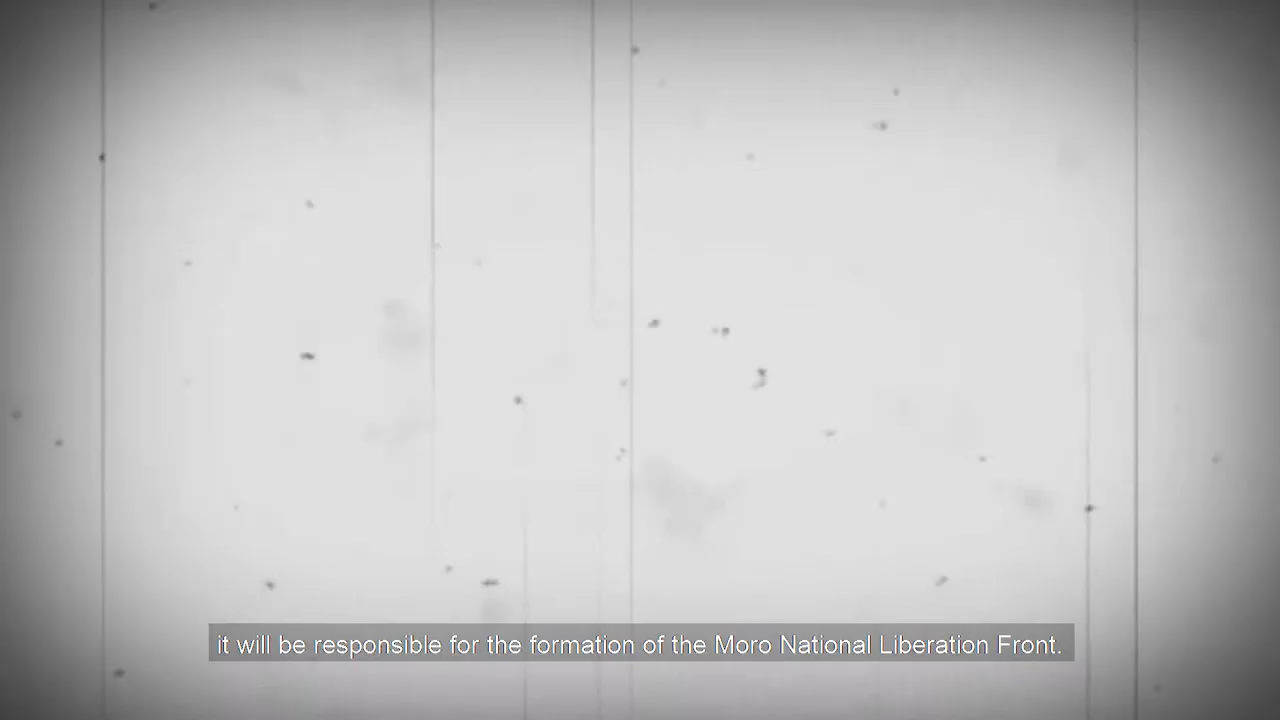 it will be responsible for the formation of the Moro National Liberation Front.